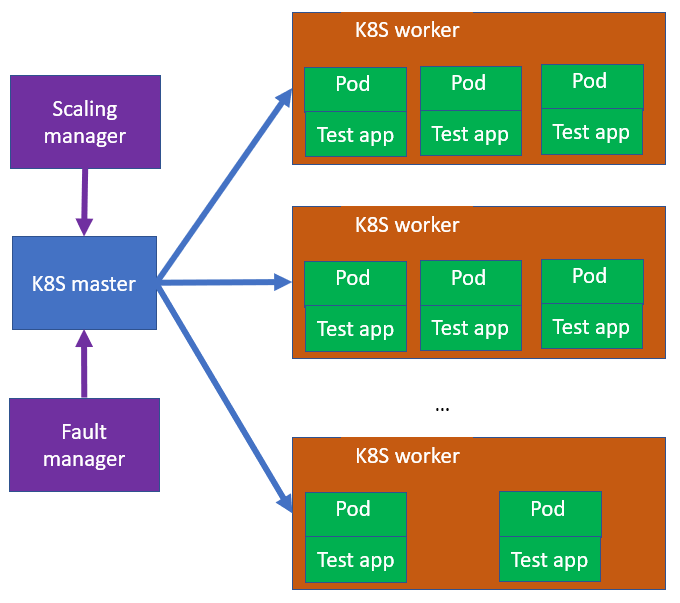 Scaling
manager
K8S master
Fault
manager
K8S worker
Pod
Test app
Pod
Test app
Pod
Test app
K8S worker
Pod
Test app
Pod
Test app
Pod
Test app
...
K8S worker
Pod
Test app
Pod
Test app